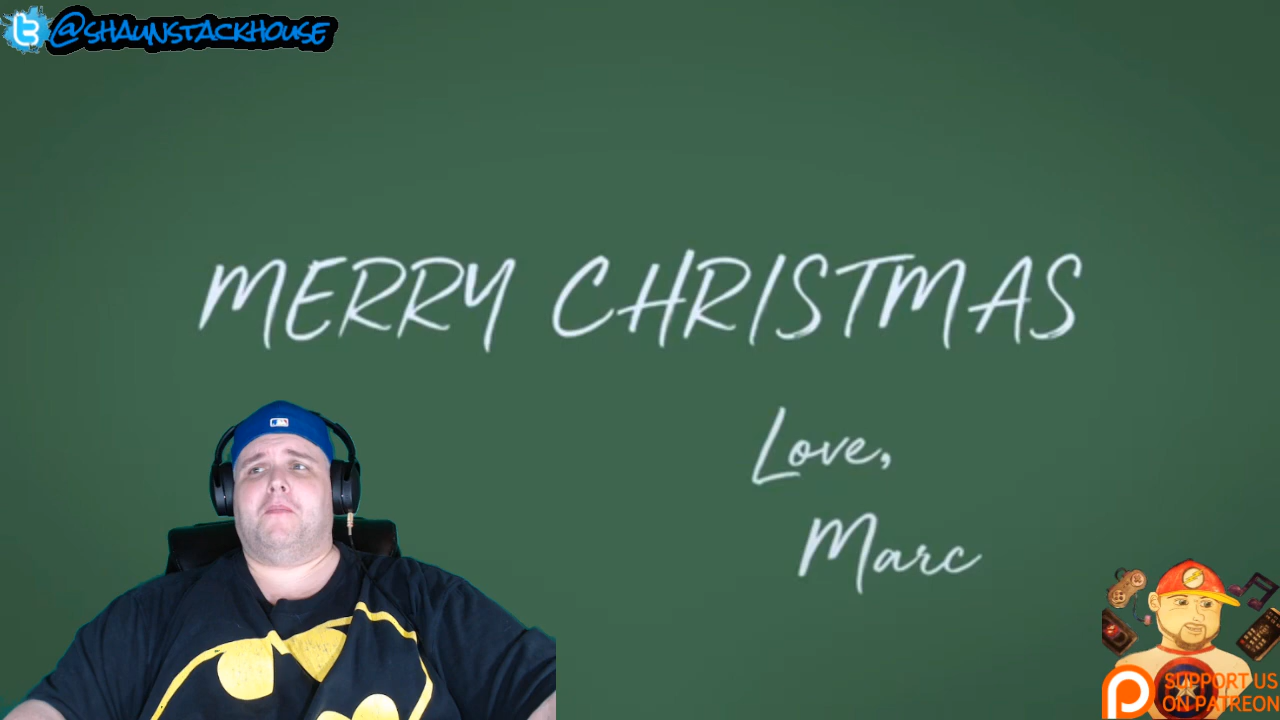 @SHAUNSTACKHOUSE
MERRY CHRISTMAS
Love,
Marc
SUPPORT US
ON PATREON